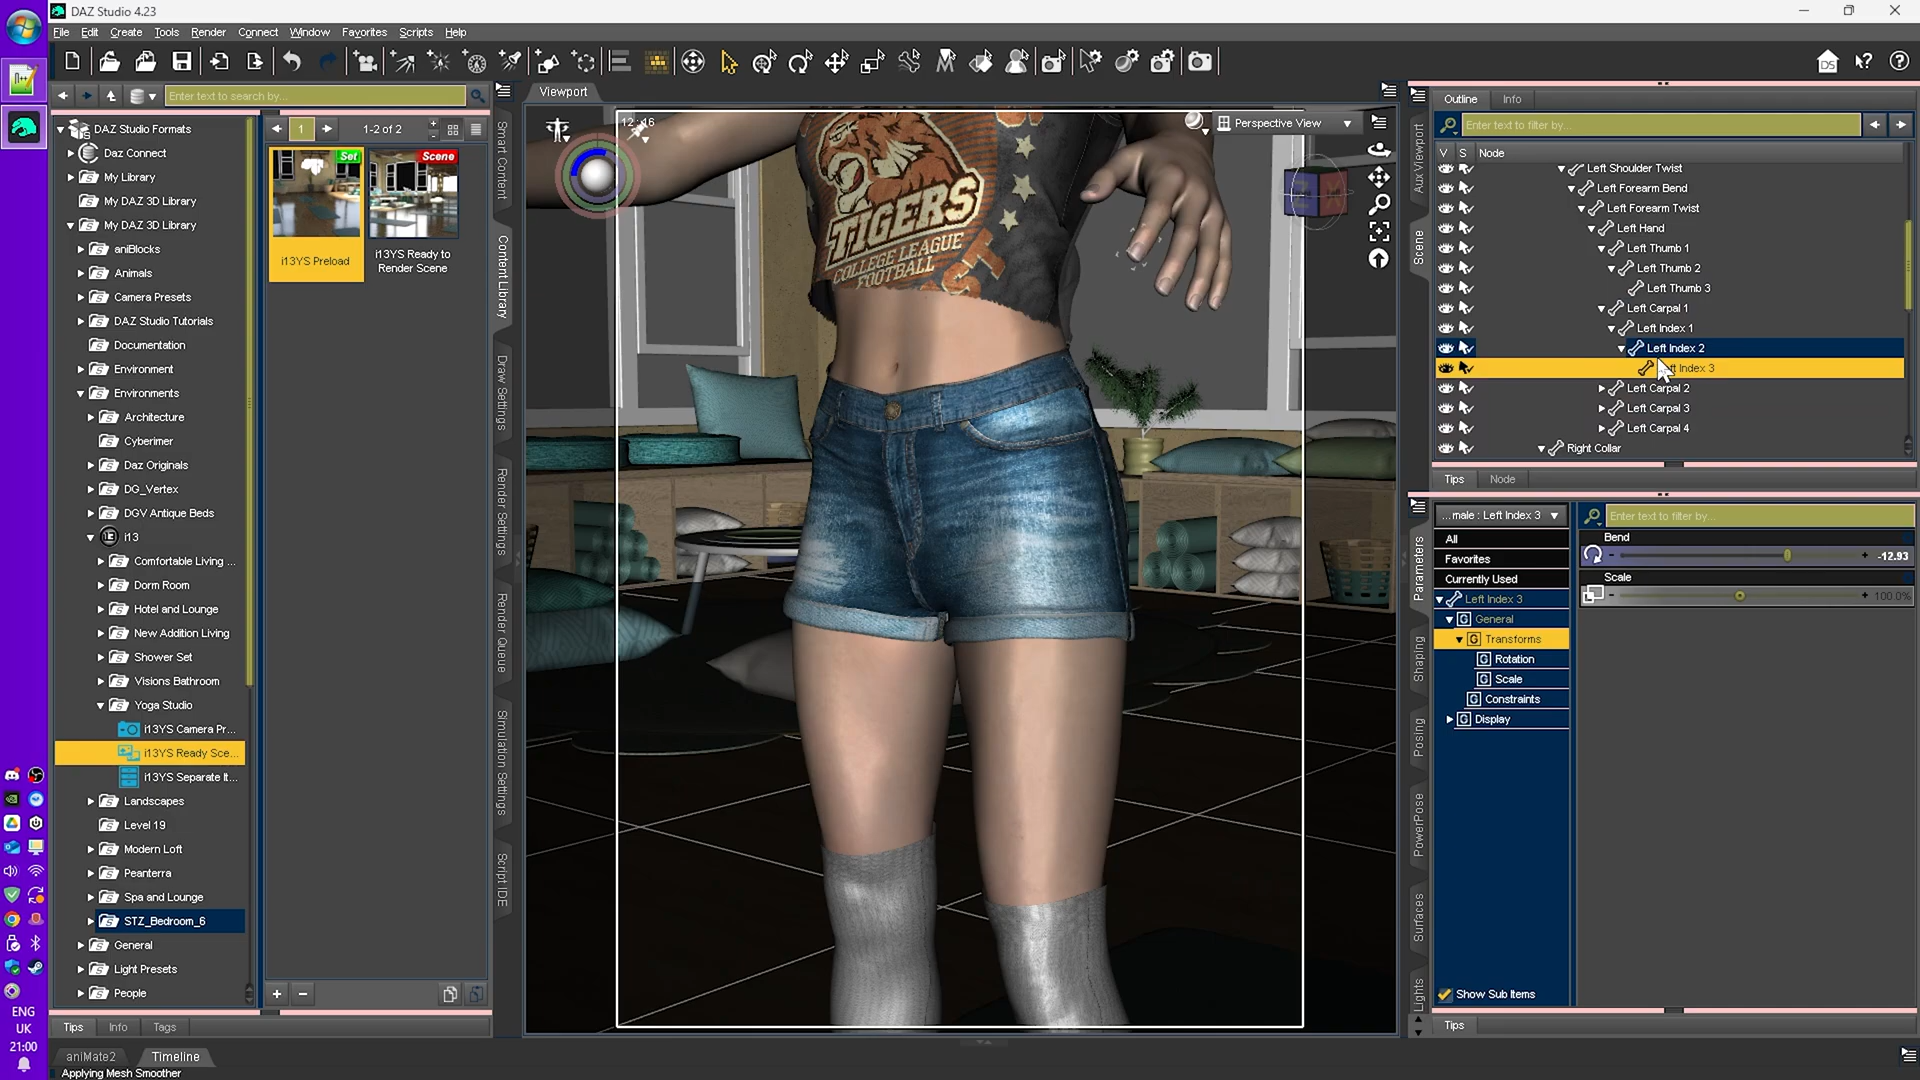 DAZ Studio 4.23
File Edit Create Tools Render Connect Window Favorites Scripts Help
Enter text to search by...
DAZ Studio Formats
Daz Connect
My Library
My DAZ 3D Library
My DAZ 3D Library
aniBlocks
Animals
Camera Presets
DAZ Studio Tutorials
Documentation
Environment
Environments
Architecture
Cyberimer
Daz Originals
DG_Vertex
DGV Antique Beds
i13
Comfortable Living ...
Dorm Room
Hotel and Lounge
New Addition Living
Shower Set
Visions Bathroom
Yoga Studio
i13YS Camera Pr...
i13YS Ready Sce...
i13YS Separate It...
Landscapes
Level 19
Modern Loft
Peanterra
Spa and Lounge
STZ_Bedroom_6
General
Light Presets
People
1
1-2 of 2
Set
i13YS Preload
Scene
i13YS Ready to
Render Scene
Tips Info Tags
aniMate2 Timeline
Applying Mesh Smoother
Smart Content
Content Library
Draw Settings
Render Settings
Render Queue
Simulation Settings
Script IDE
Viewport
Perspective View
TIGERS
COLLEGE LEAGUE
FOOTBALL
Aux Viewport
Scene
Outline Info
Enter text to filter by...
V S Node
Left Shoulder Twist
Left Forearm Bend
Left Forearm Twist
Left Hand
Left Thumb 1
Left Thumb 2
Left Thumb 3
Left Carpal 1
Left Index 1
Left Index 2
Index 3
Left Carpal 2
Left Carpal 3
Left Carpal 4
Right Collar
Tips Node
Parameters
Shaping
Posing
PowerPose
Surfaces
Lights
...male : Left Index 3
Enter text to filter by...
All
Favorites
Currently Used
Left Index 3
General
Transforms
Rotation
Scale
Constraints
Display
Bend
-12.93
Scale
100.0%
Show Sub Items
Tips
ENG
UK
21:00